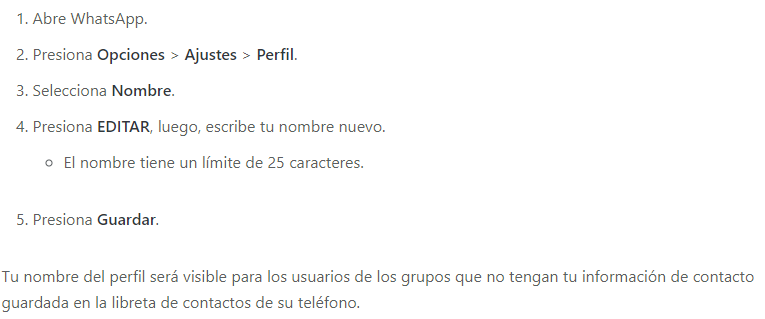 1. Abre WhatsApp.
2. Presiona Opciones > Ajustes > Perfil.
3. Selecciona Nombre.
4. Presiona EDITAR, luego, escribe tu nombre nuevo.
○ El nombre tiene un límite de 25 caracteres.
5. Presiona Guardar.
Tu nombre del perfil será visible para los usuarios de los grupos que no tengan tu información de contacto
guardada en la libreta de contactos de su teléfono.